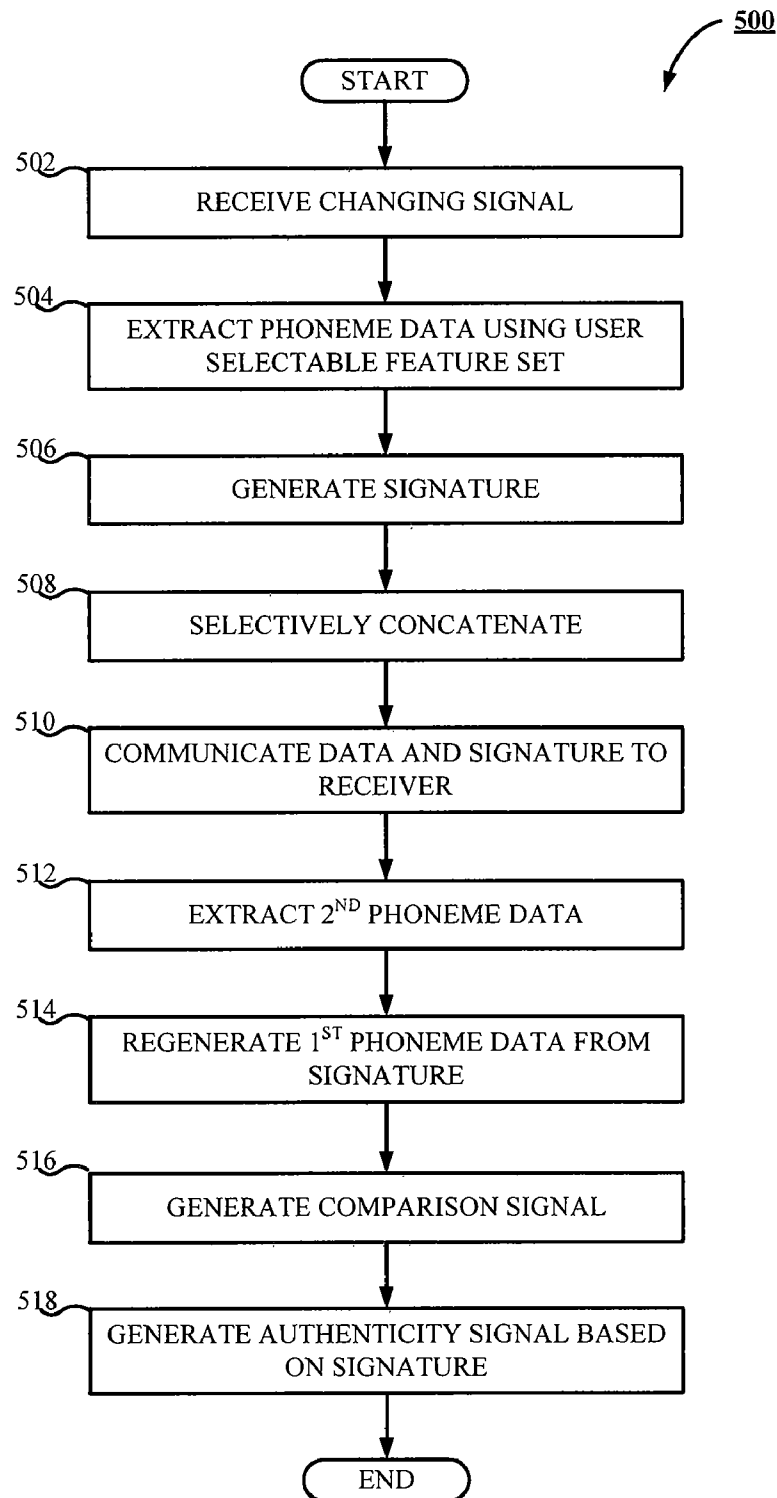 500
START
502
RECEIVE CHANGING SIGNAL
504
EXTRACT PHONEME DATA USING USER
SELECTABLE FEATURE SET
506
GENERATE SIGNATURE
508
SELECTIVELY CONCATENATE
510
COMMUNICATE DATA AND SIGNATURE TO
RECEIVER
512
EXTRACT 2ND PHONEME DATA
514
REGENERATE 1ST PHONEME DATA FROM
SIGNATURE
516
GENERATE COMPARISON SIGNAL
518
GENERATE AUTHENTICITY SIGNAL BASED
ON SIGNATURE
END